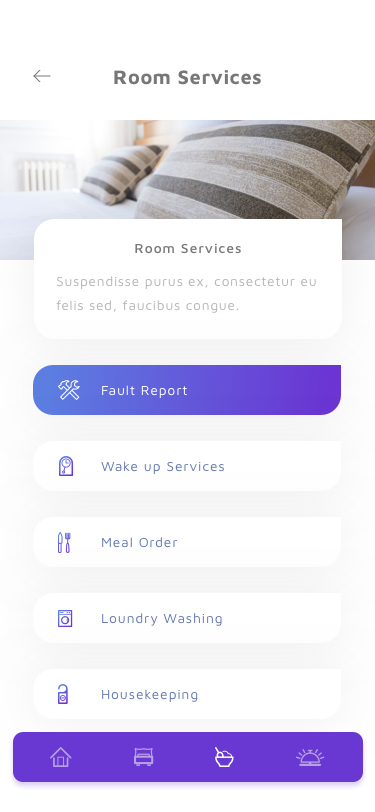 Room Services
Room Services
Suspendisse purus ex, consectetur eu
felis sed, faucibus congue.
Fault Report
Wake up Services
Meal Order
Loundry Washing
Housekeeping